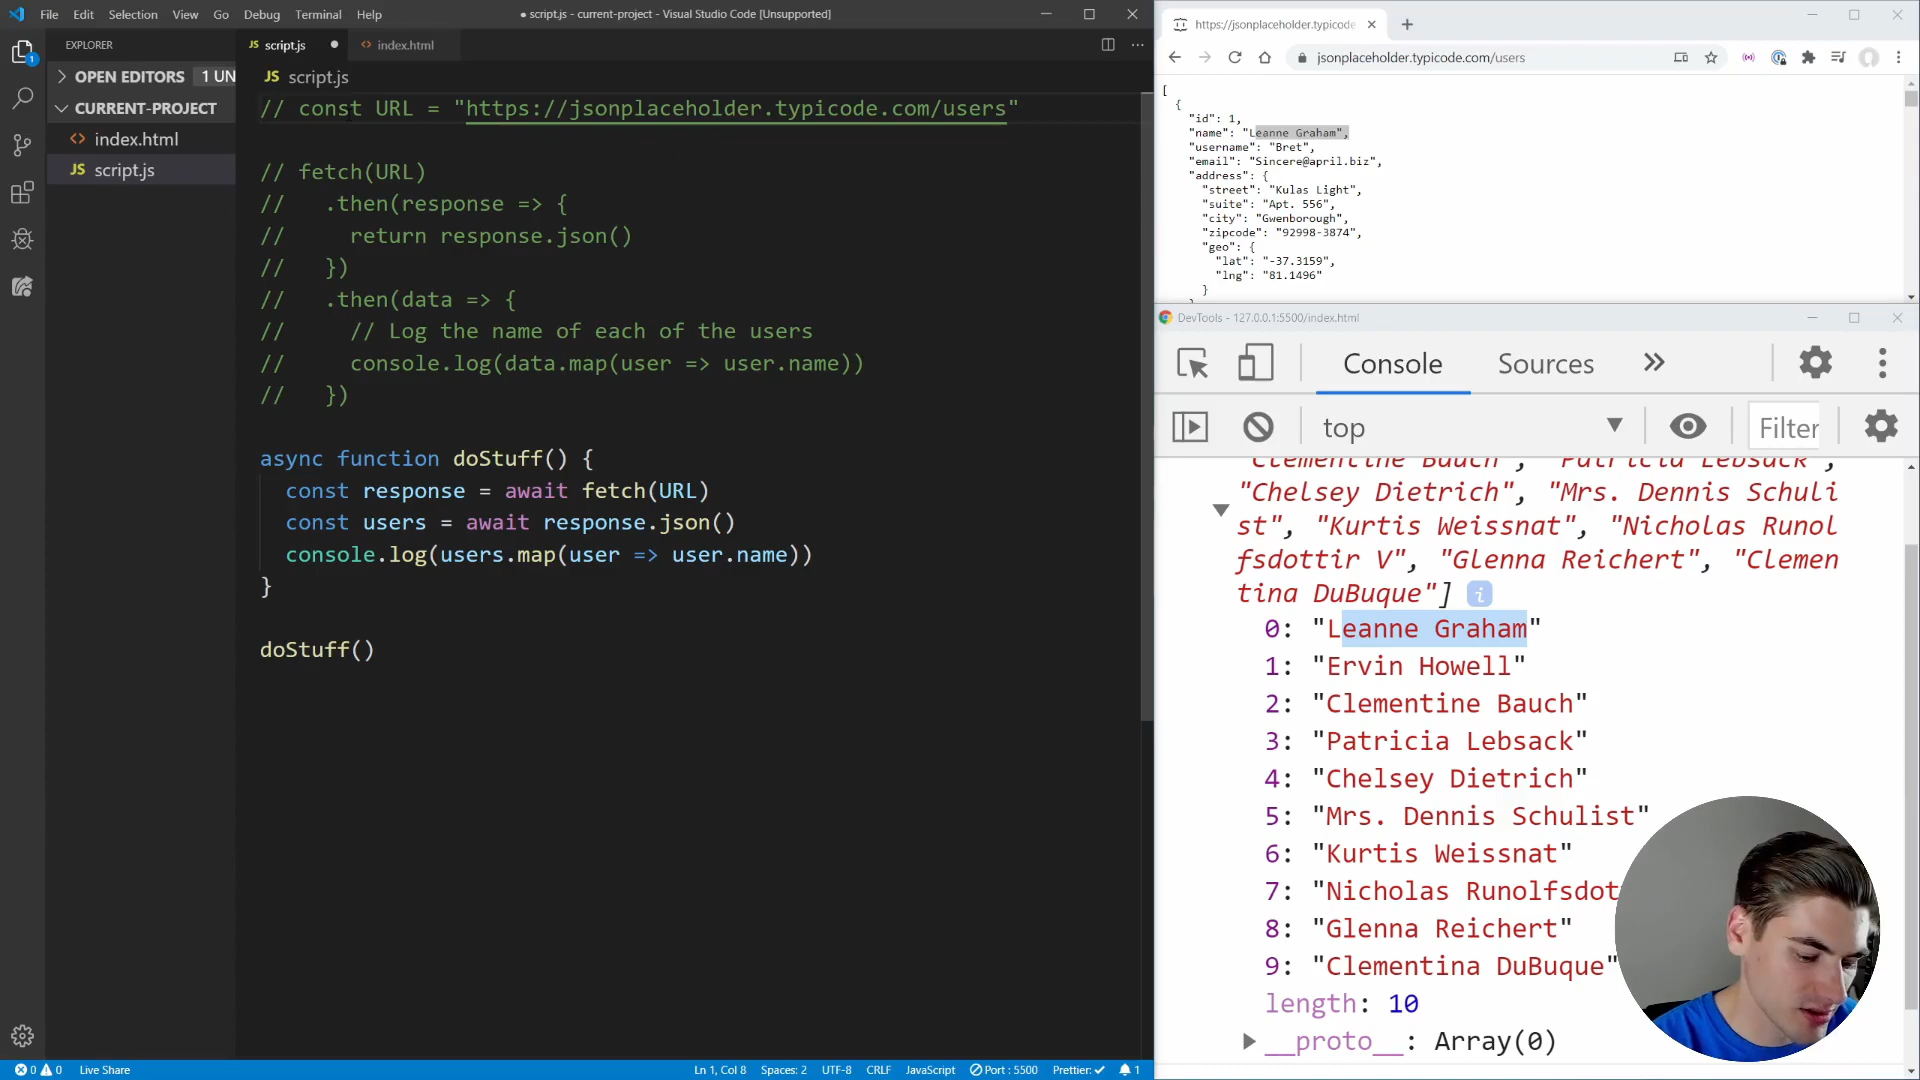 File Edit Selection View Go Debug Terminal Help
● script.js - current-project - Visual Studio Code [Unsupported]
EXPLORER
OPEN EDITORS 1 UN
CURRENT-PROJECT
<> index.html
JS script.js
1
JS script.js ●
<> index.html
JS script.js
// const URL = "https://jsonplaceholder.typicode.com/users"
// fetch(URL)
// .then(response => {
// return response.json()
// })
// .then(data => {
// // Log the name of each of the users
// console.log(data.map(user => user.name))
// })
async function doStuff() {
const response = await fetch(URL)
const users = await response.json()
console.log(users.map(user => user.name))
}
doStuff()
0 0 Live Share
Ln 1, Col 8 Spaces: 2 UTF-8 CRLF JavaScript Port : 5500 Prettier: ✓ 1
https://jsonplaceholder.typicode
jsonplaceholder.typicode.com/users
[
{
"id": 1,
"name": "Leanne Graham",
"username": "Bret",
"email": "Sincere@april.biz",
"address": {
"street": "Kulas Light",
"suite": "Apt. 556",
"city": "Gwenborough",
"zipcode": "92998-3874",
"geo": {
"lat": "-37.3159",
"lng": "81.1496"
}
DevTools - 127.0.0.1:5500/index.html
Console Sources »
top Filter
"Clementine Bauch", "Patricia Lebsack",
"Chelsey Dietrich", "Mrs. Dennis Schuli
st", "Kurtis Weissnat", "Nicholas Runol
fsdottir V", "Glenna Reichert", "Clemen
tina DuBuque"] i
0: "Leanne Graham"
1: "Ervin Howell"
2: "Clementine Bauch"
3: "Patricia Lebsack"
4: "Chelsey Dietrich"
5: "Mrs. Dennis Schulist"
6: "Kurtis Weissnat"
7: "Nicholas Runolfsdot
8: "Glenna Reichert"
9: "Clementina DuBuque"
length: 10
__proto__: Array(0)